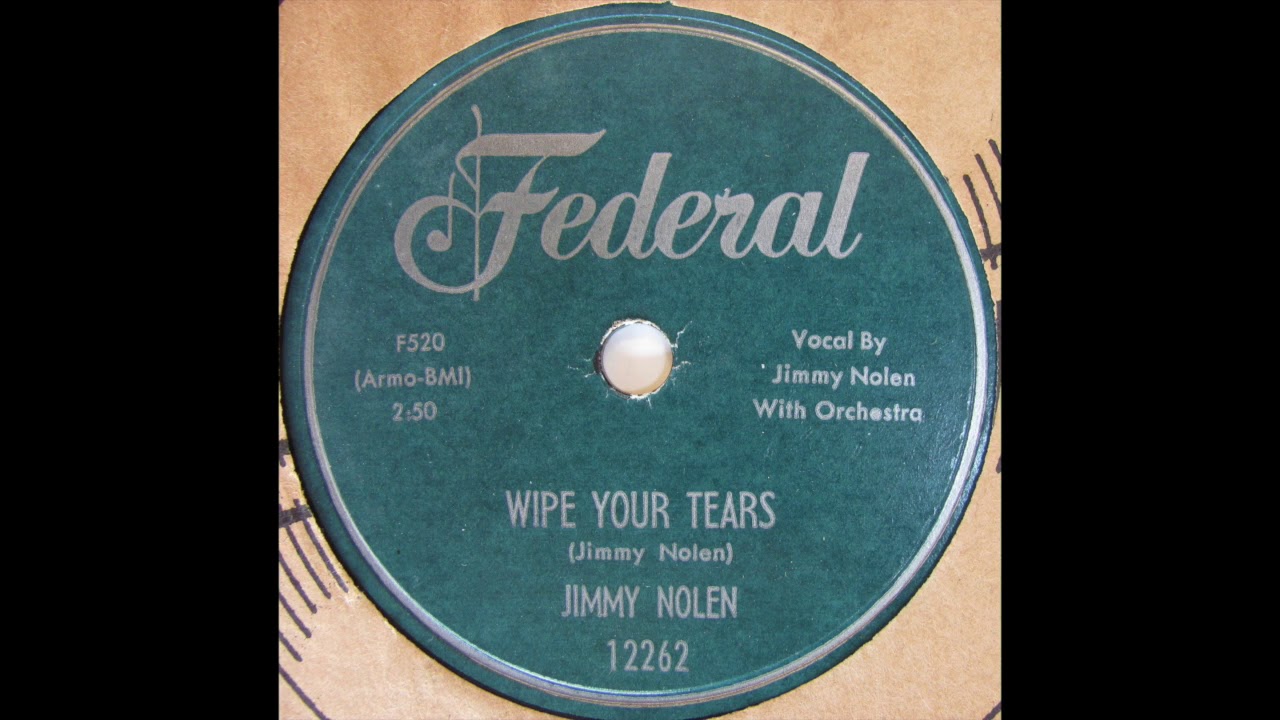 Federal
F520
(Armo-BMI)
2:50
Vocal By
Jimmy Nolen
With Orchestra
WIPE YOUR TEARS
(Jimmy Nolen)
JIMMY NOLEN
12262